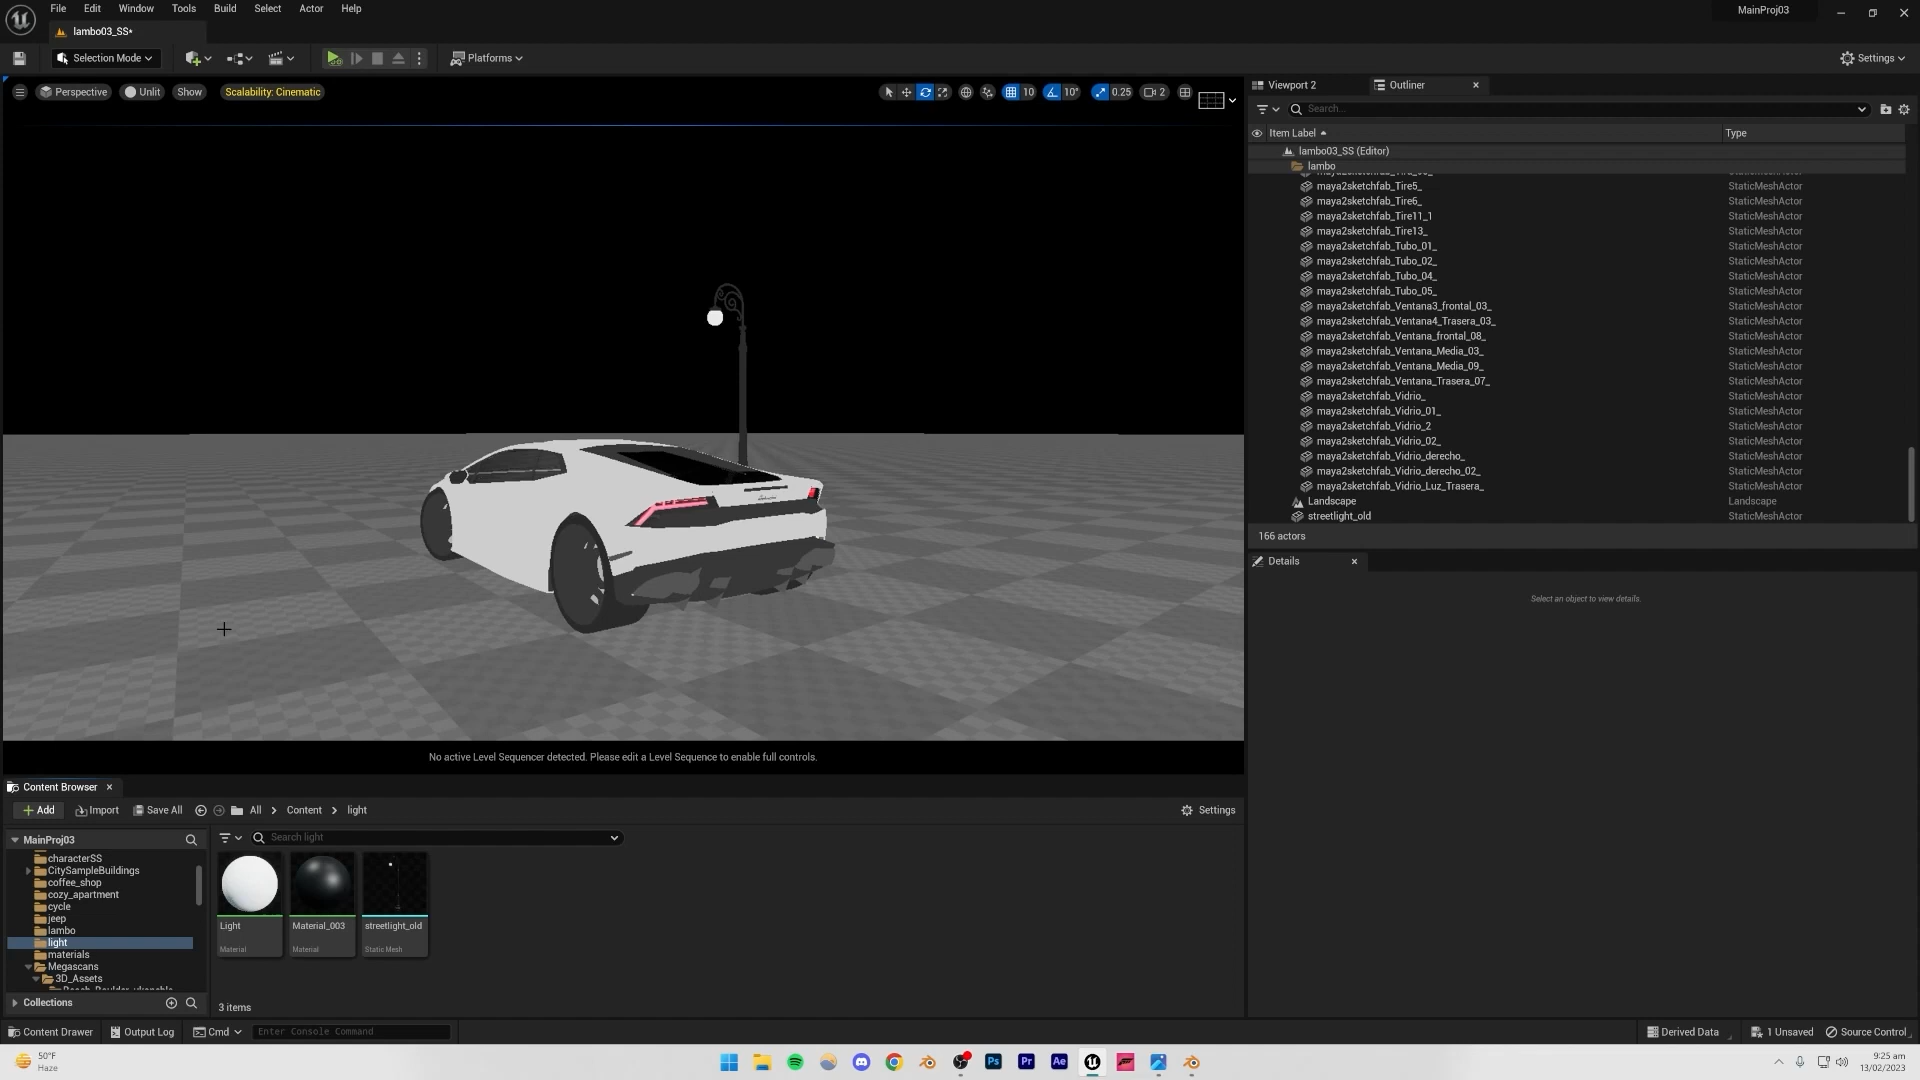 File Edit Window Tools Build Select Actor Help
MainProj03
lambo03_SS*
Selection Mode
Platforms
Settings
Perspective Unlit Show Scalability: Cinematic
10 10° 0.25 2
Viewport 2
Outliner
Search...
Item Label Type
lambo03_SS (Editor)
lambo
maya2sketchfab_Tire5_ StaticMeshActor
maya2sketchfab_Tire6_ StaticMeshActor
maya2sketchfab_Tire11_1 StaticMeshActor
maya2sketchfab_Tire13_ StaticMeshActor
maya2sketchfab_Tubo_01_ StaticMeshActor
maya2sketchfab_Tubo_02_ StaticMeshActor
maya2sketchfab_Tubo_04_ StaticMeshActor
maya2sketchfab_Tubo_05_ StaticMeshActor
maya2sketchfab_Ventana3_frontal_03_ StaticMeshActor
maya2sketchfab_Ventana4_Trasera_03_ StaticMeshActor
maya2sketchfab_Ventana_frontal_08_ StaticMeshActor
maya2sketchfab_Ventana_Media_03_ StaticMeshActor
maya2sketchfab_Ventana_Media_09_ StaticMeshActor
maya2sketchfab_Ventana_Trasera_07_ StaticMeshActor
maya2sketchfab_Vidrio_ StaticMeshActor
maya2sketchfab_Vidrio_01_ StaticMeshActor
maya2sketchfab_Vidrio_2 StaticMeshActor
maya2sketchfab_Vidrio_02_ StaticMeshActor
maya2sketchfab_Vidrio_derecho_ StaticMeshActor
maya2sketchfab_Vidrio_derecho_02_ StaticMeshActor
maya2sketchfab_Vidrio_Luz_Trasera_ StaticMeshActor
Landscape Landscape
streetlight_old StaticMeshActor
166 actors
Details
Select an object to view details.
No active Level Sequencer detected. Please edit a Level Sequence to enable full controls.
Content Browser
Add Import Save All All Content light
Settings
MainProj03
characterSS
CitySampleBuildings
coffee_shop
cozy_apartment
cycle
jeep
lambo
light
materials
Megascans
3D_Assets
Collections
Search light
Light
Material
Material_003
Material
streetlight_old
Static Mesh
3 items
Content Drawer Output Log Cmd Enter Console Command
Derived Data 1 Unsaved Source Control
50°F
Haze
Ps Pr Ae
9:25 am
13/02/2023